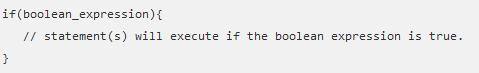 if(boolean_expression){
   // statement(s) will execute if the boolean expression is true.
}